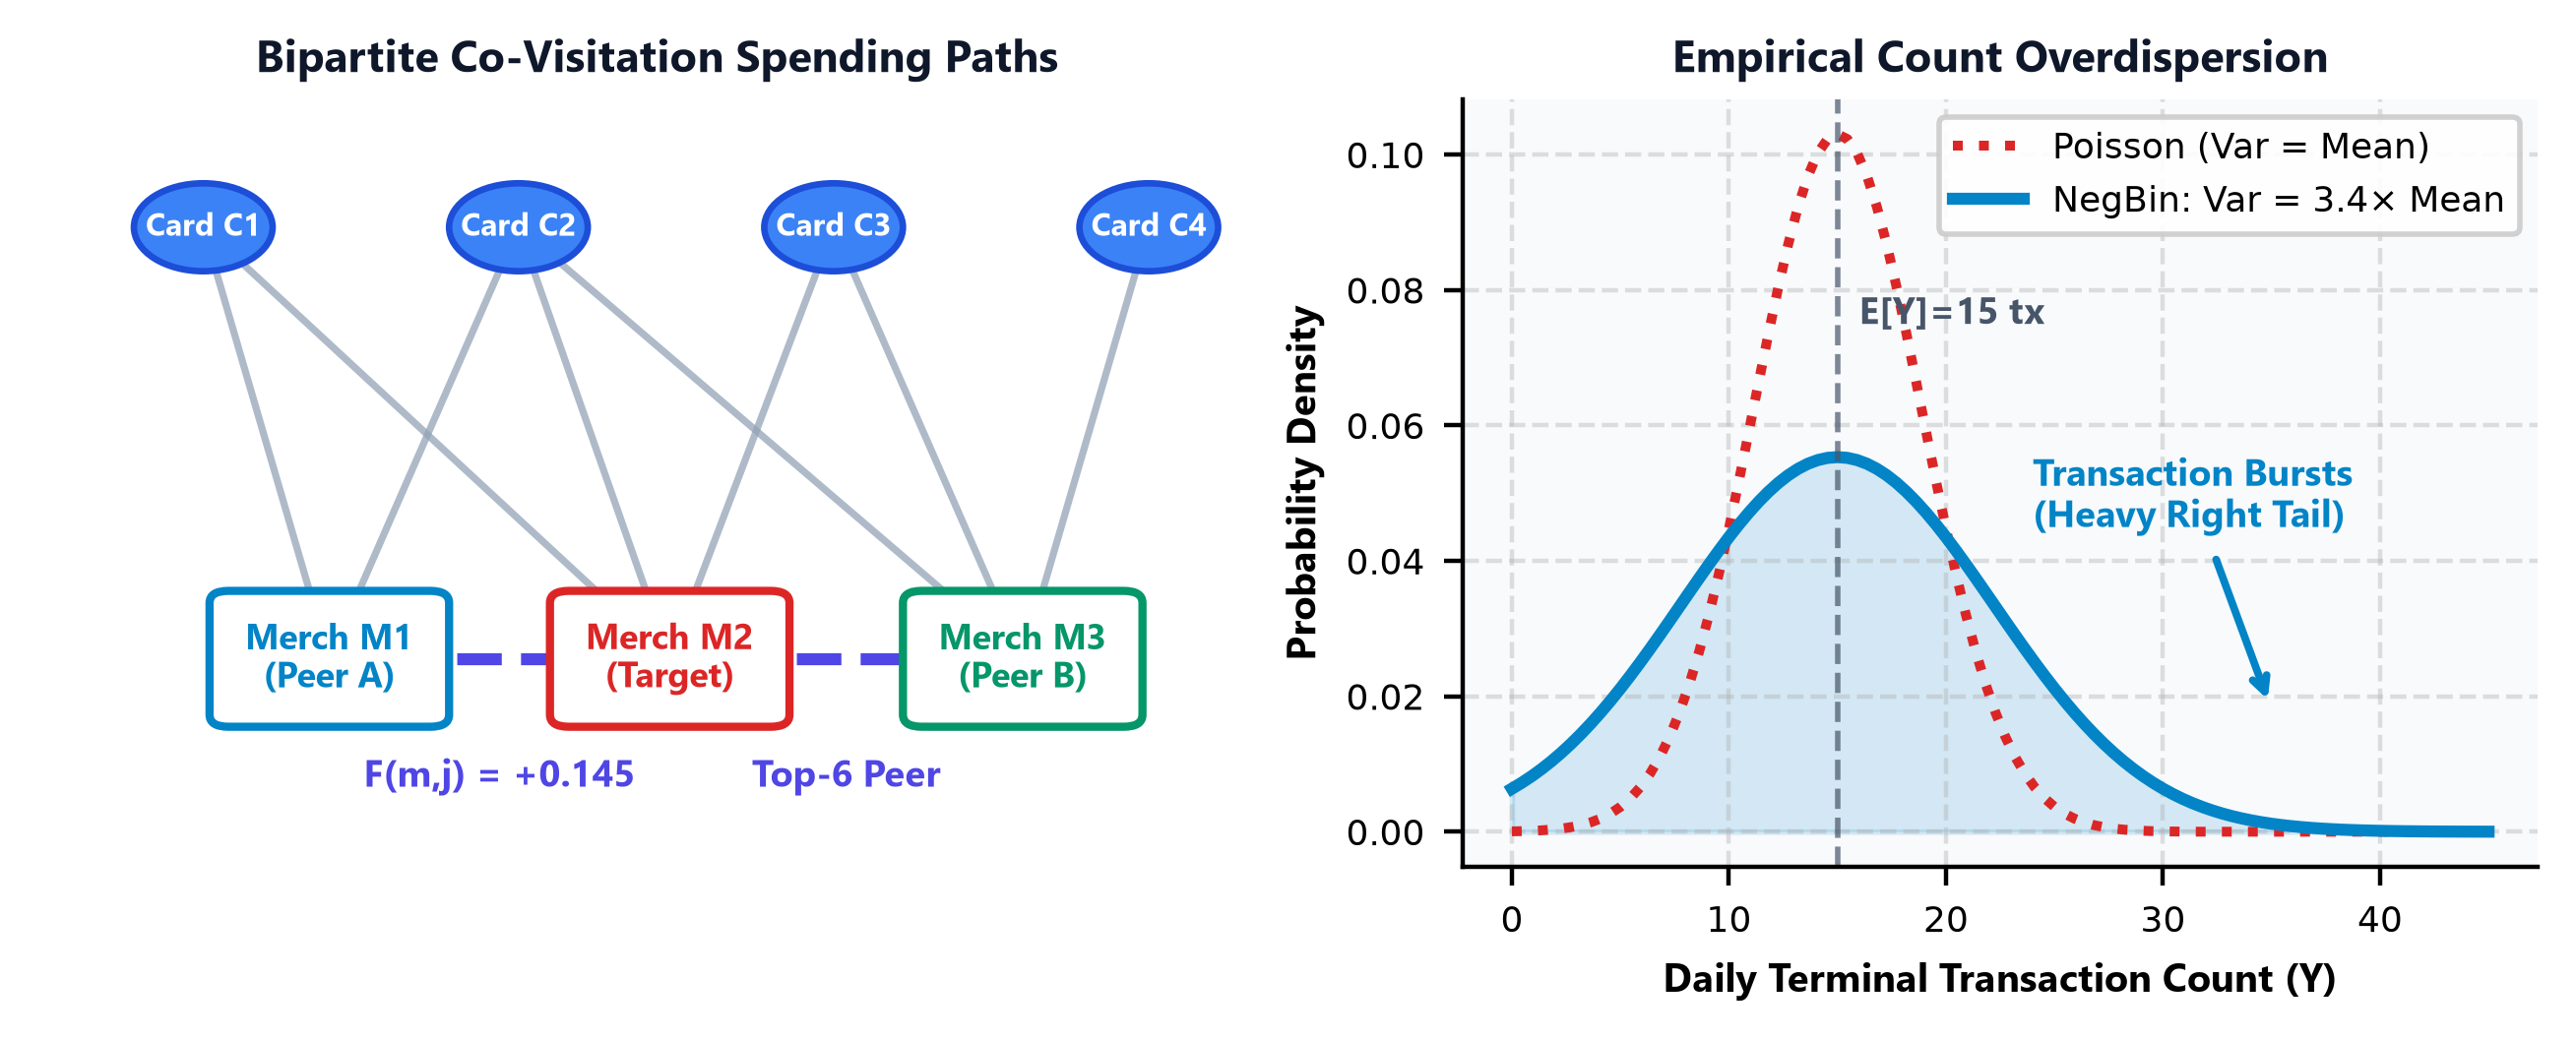 Bipartite Co-Visitation Spending Paths
Card C1
Card C2
Card C3
Card C4
Merch M1
(Peer A)
Merch M2
(Target)
Merch M3
(Peer B)
F(m,j) = +0.145
Top-6 Peer
Empirical Count Overdispersion
Poisson (Var = Mean)
NegBin: Var = 3.4× Mean
E[Y]=15 tx
Transaction Bursts
(Heavy Right Tail)
Probability Density
0.10
0.08
0.06
0.04
0.02
0.00
0
10
20
30
40
Daily Terminal Transaction Count (Y)